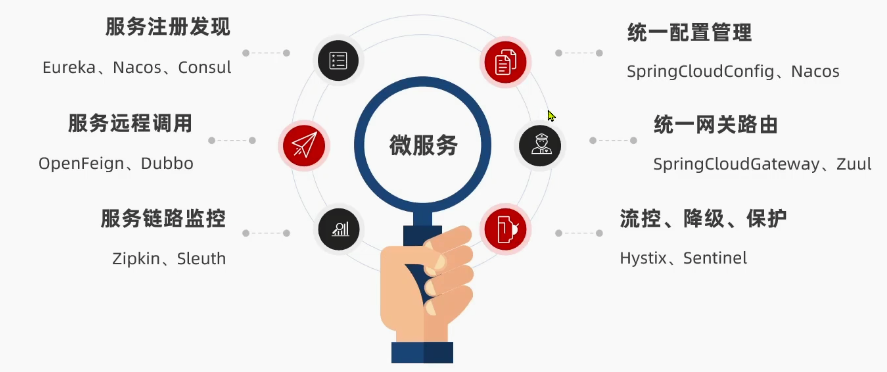 服务注册发现
Eureka、Nacos、Consul
服务远程调用
OpenFeign、Dubbo
服务链路监控
Zipkin、Sleuth
微服务
统一配置管理
SpringCloudConfig、Nacos
统一网关路由
SpringCloudGateway、Zuul
流控、降级、保护
Hystix、Sentinel